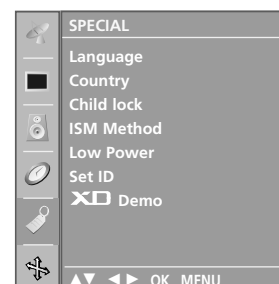 SPECIAL
Language
Country
Child lock
ISM Method
Low Power
Set ID
XD Demo
▲▼ ◄► OK MENU